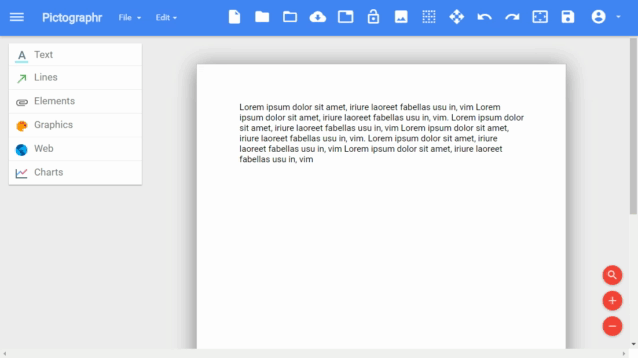 Pictographr
File
Edit
Text
Lines
Elements
Graphics
Web
Charts
Lorem ipsum dolor sit amet, iriure laoreet fabellas usu in, vim Lorem
ipsum dolor sit amet, iriure laoreet fabellas usu in, vim. Lorem ipsum dolor
sit amet, iriure laoreet fabellas usu in, vim Lorem ipsum dolor sit amet,
iriure laoreet fabellas usu in, vim. Lorem ipsum dolor sit amet, iriure
laoreet fabellas usu in, vim Lorem ipsum dolor sit amet, iriure laoreet
fabellas usu in, vim